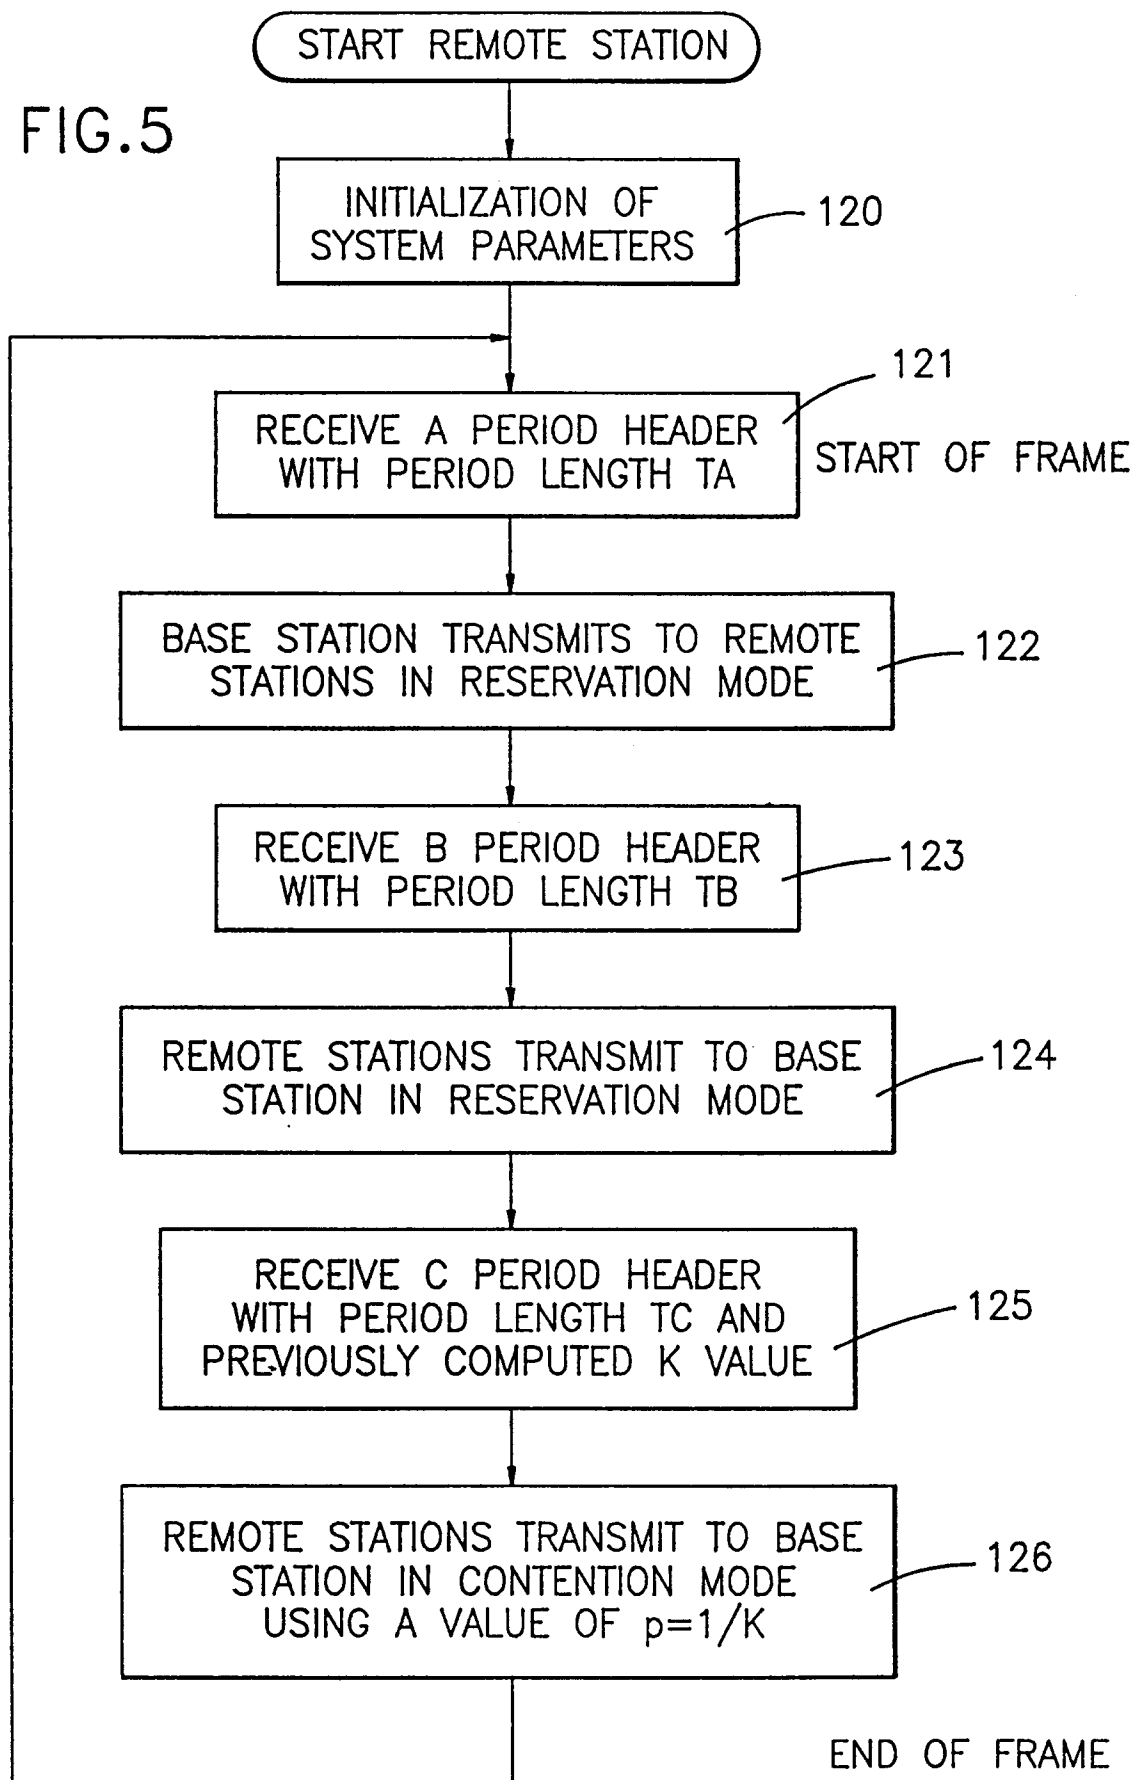 START REMOTE STATION
FIG.5
INITIALIZATION OF
SYSTEM PARAMETERS
120
121
RECEIVE A PERIOD HEADER
WITH PERIOD LENGTH TA
START OF FRAME
BASE STATION TRANSMITS TO REMOTE
STATIONS IN RESERVATION MODE
122
RECEIVE B PERIOD HEADER
WITH PERIOD LENGTH TB
123
REMOTE STATIONS TRANSMIT TO BASE
STATION IN RESERVATION MODE
124
RECEIVE C PERIOD HEADER
WITH PERIOD LENGTH TC AND
PREVIOUSLY COMPUTED K VALUE
125
REMOTE STATIONS TRANSMIT TO BASE
STATION IN CONTENTION MODE
USING A VALUE OF p=1/K
126
END OF FRAME